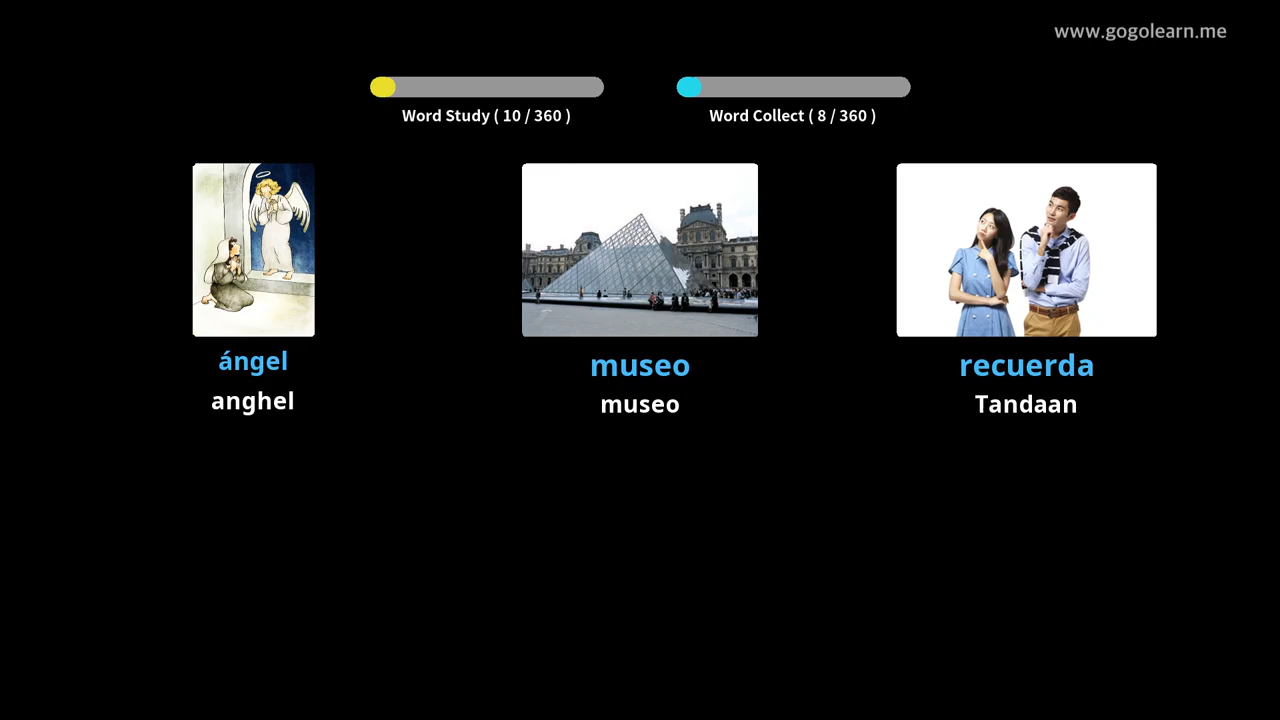 www.gogolearn.me
Word Study ( 10 / 360 )
Word Collect ( 8 / 360 )
ángel
anghel
museo
museo
recuerda
Tandaan